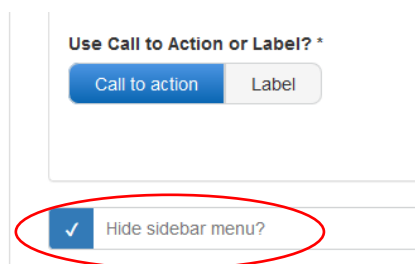 Use Call to Action or Label? *
Call to action Label
Hide sidebar menu?